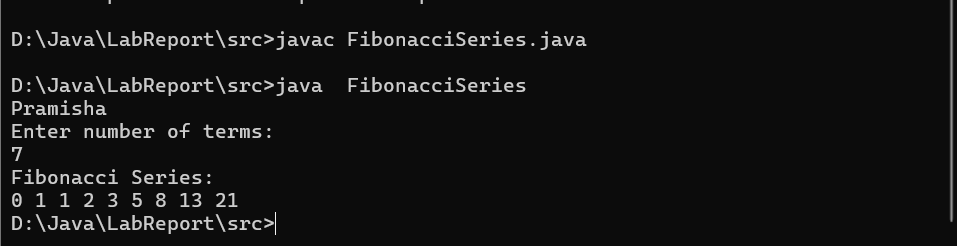 D:\Java\LabReport\src>javac FibonacciSeries.java
D:\Java\LabReport\src>java  FibonacciSeries
Pramisha
Enter number of terms:
7
Fibonacci Series:
0 1 1 2 3 5 8 13 21
D:\Java\LabReport\src>